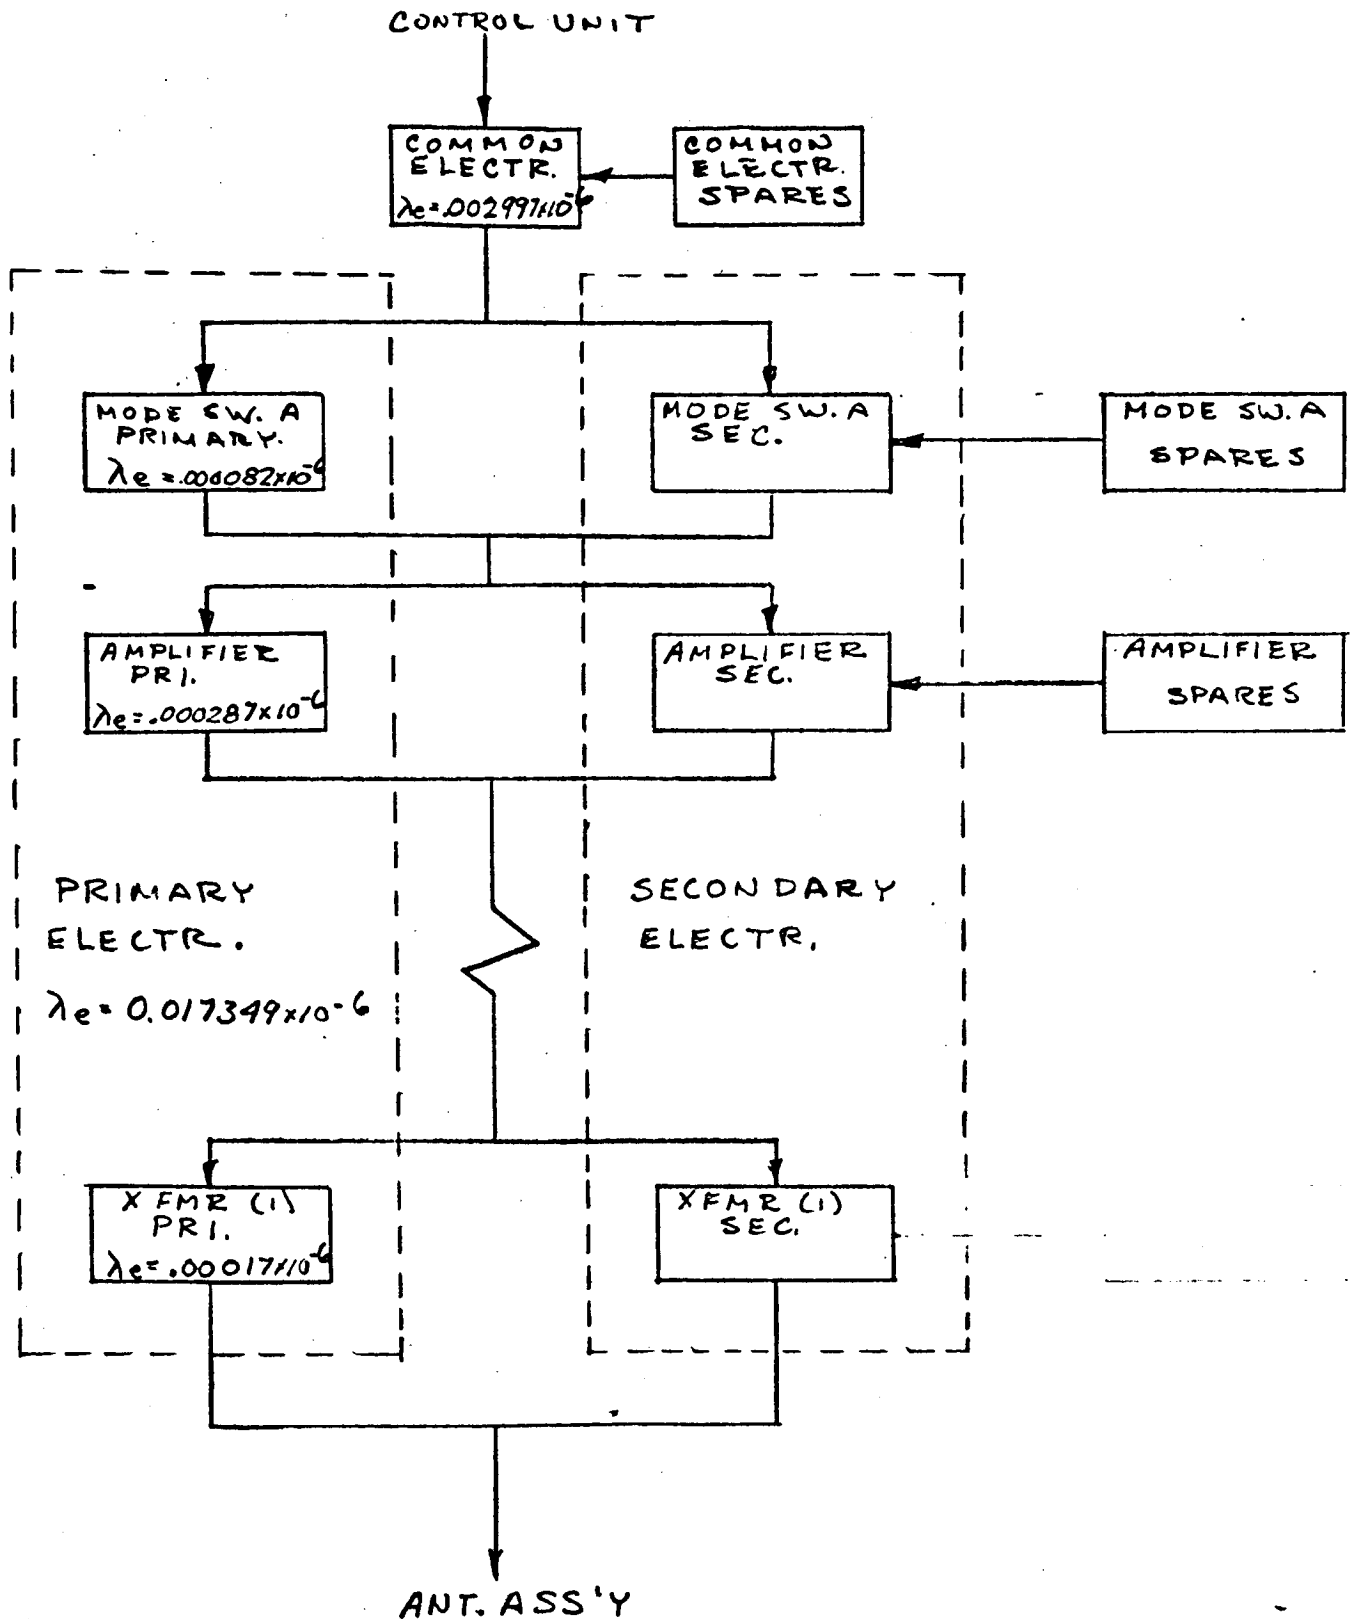 CONTROL UNIT
COMMON
ELECTR.
λe=.002997x10-6
COMMON
ELECTR.
SPARES
MODE SW. A
PRIMARY.
λe=.000082x10-6
MODE SW. A
SEC.
MODE SW. A
SPARES
AMPLIFIER
PRI.
λe=.000287x10-6
AMPLIFIER
SEC.
AMPLIFIER
SPARES
PRIMARY
ELECTR.
λe=0.017349x10-6
SECONDARY
ELECTR.
XFMR (1)
PRI.
λe=.00017x10-6
XFMR (1)
SEC.
ANT. ASS'Y